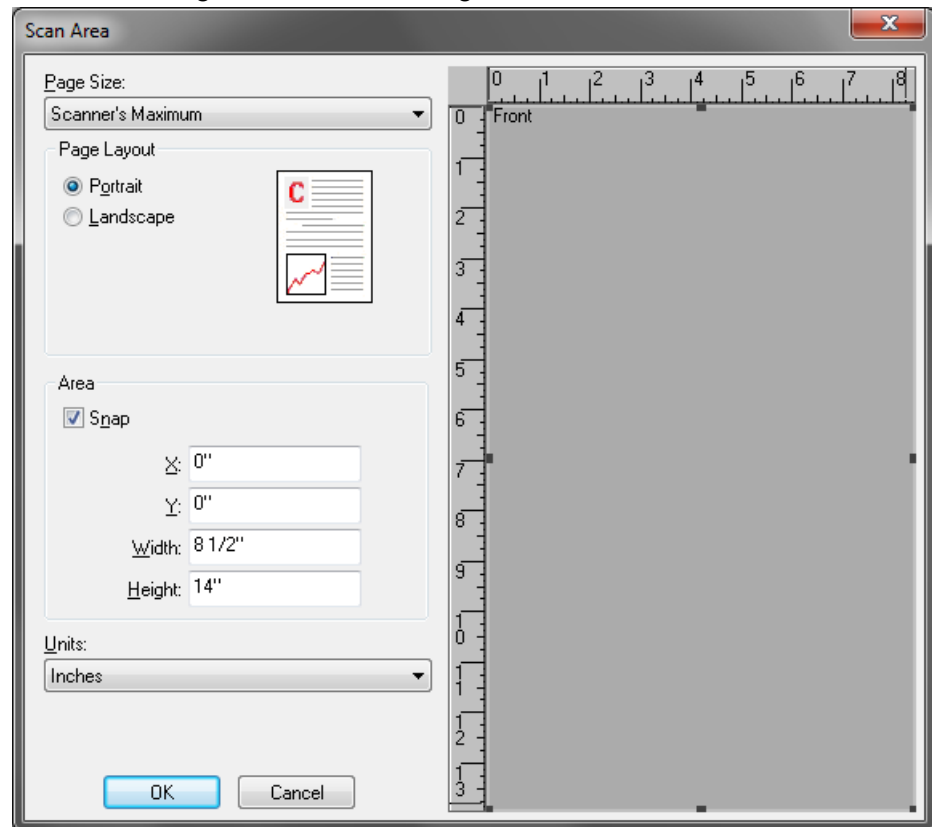 Scan Area
Page Size:
Scanner's Maximum
Page Layout
Portrait
Landscape
C
Area
Snap
X: 0"
Y: 0"
Width: 8 1/2"
Height: 14"
Units:
Inches
OK Cancel
0 1 2 3 4 5 6 7 8
Front
0
1
2
3
4
5
6
7
8
9
10
11
12
13